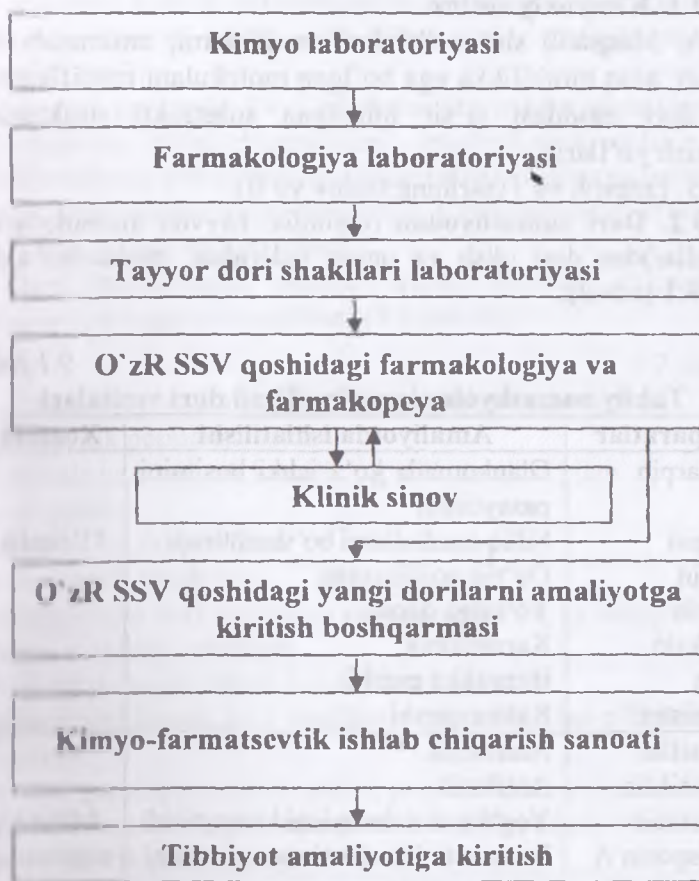 Kimyo laboratoriyasi
Farmakologiya laboratoriyasi
Tayyor dori shakllari laboratoriyasi
O`zR SSV qoshidagi farmakologiya va
farmakopeya
Klinik sinov
O`zR SSV qoshidagi yangi dorilarni amaliyotga
kiritish boshqarmasi
Kimyo-farmatsevtik ishlab chiqarish sanoati
Tibbiyot amaliyotiga kiritish